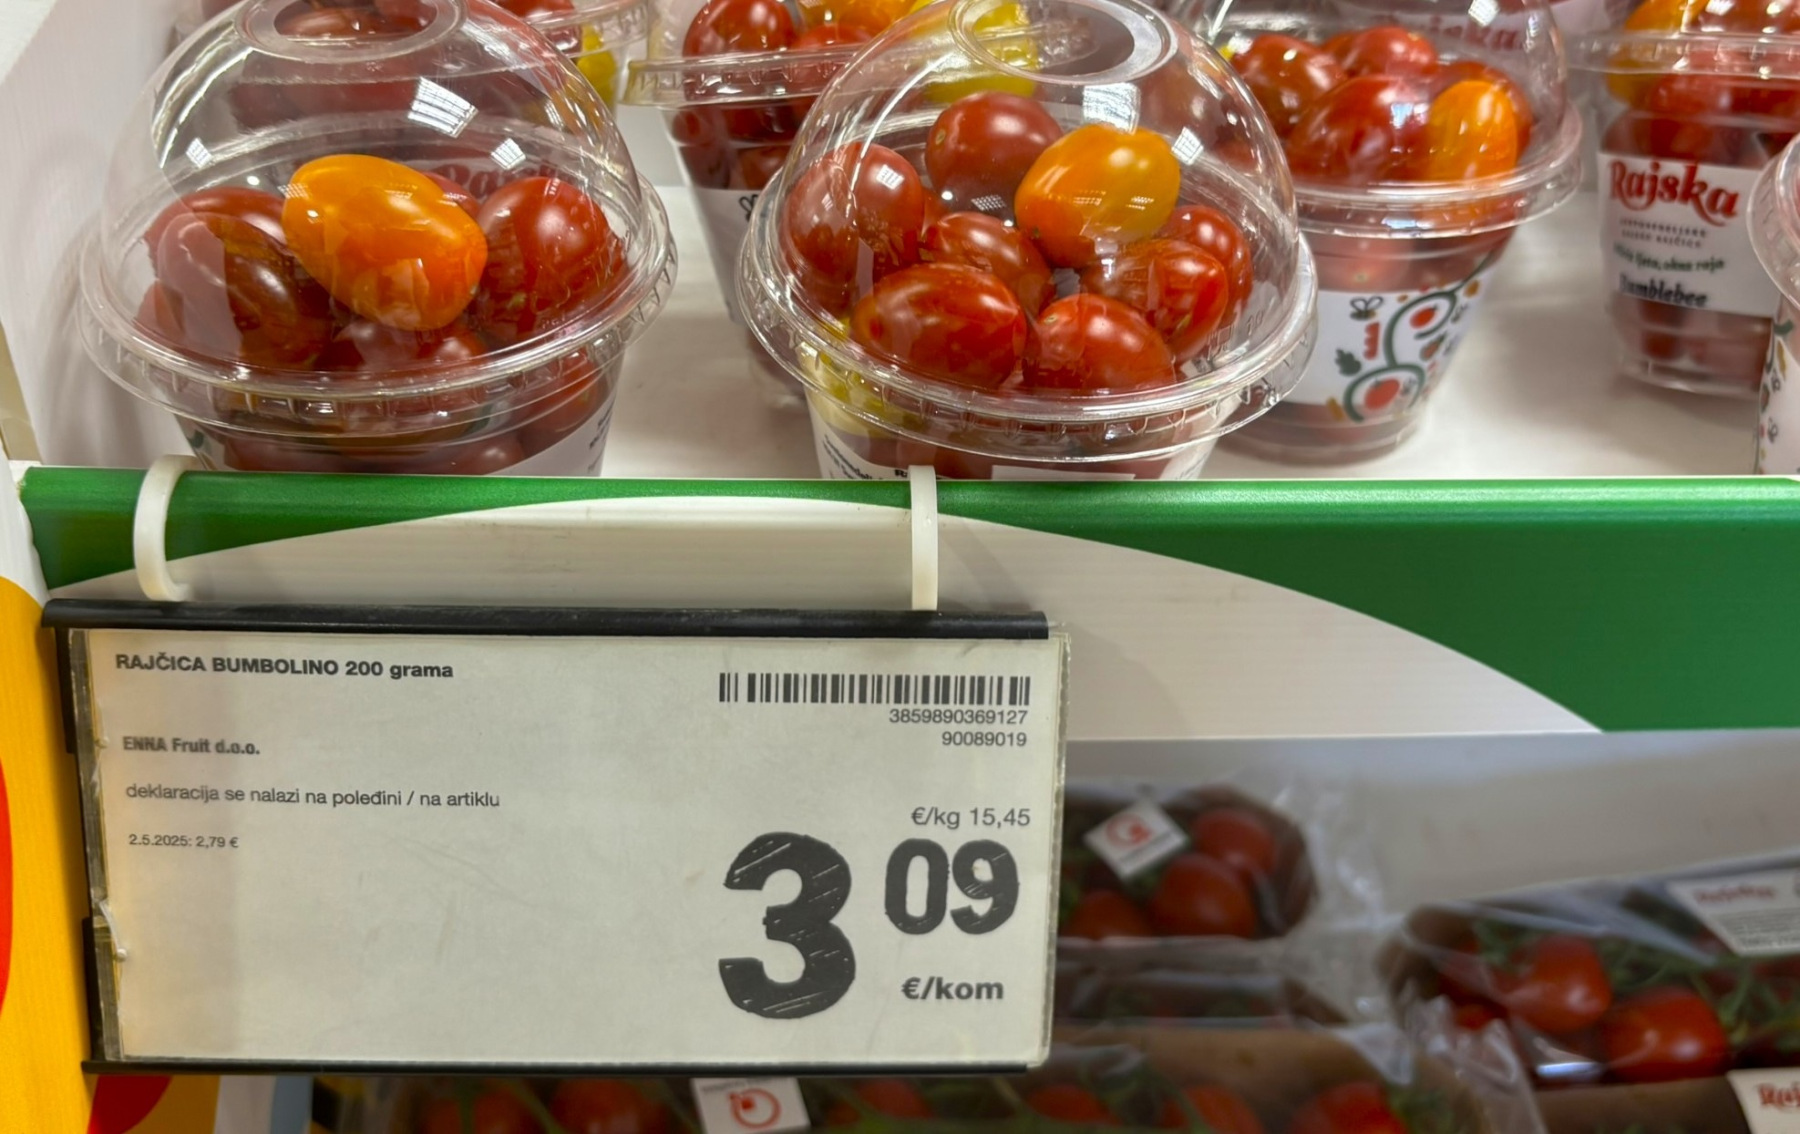 Rajska
Bumblebee
RAJČICA BUMBOLINO 200 grama
3859890369127
90089019
ENNA Fruit d.o.o.
deklaracija se nalazi na poleđini / na artiklu
2.5.2025: 2,79 €
€/kg 15,45
3 09
€/kom